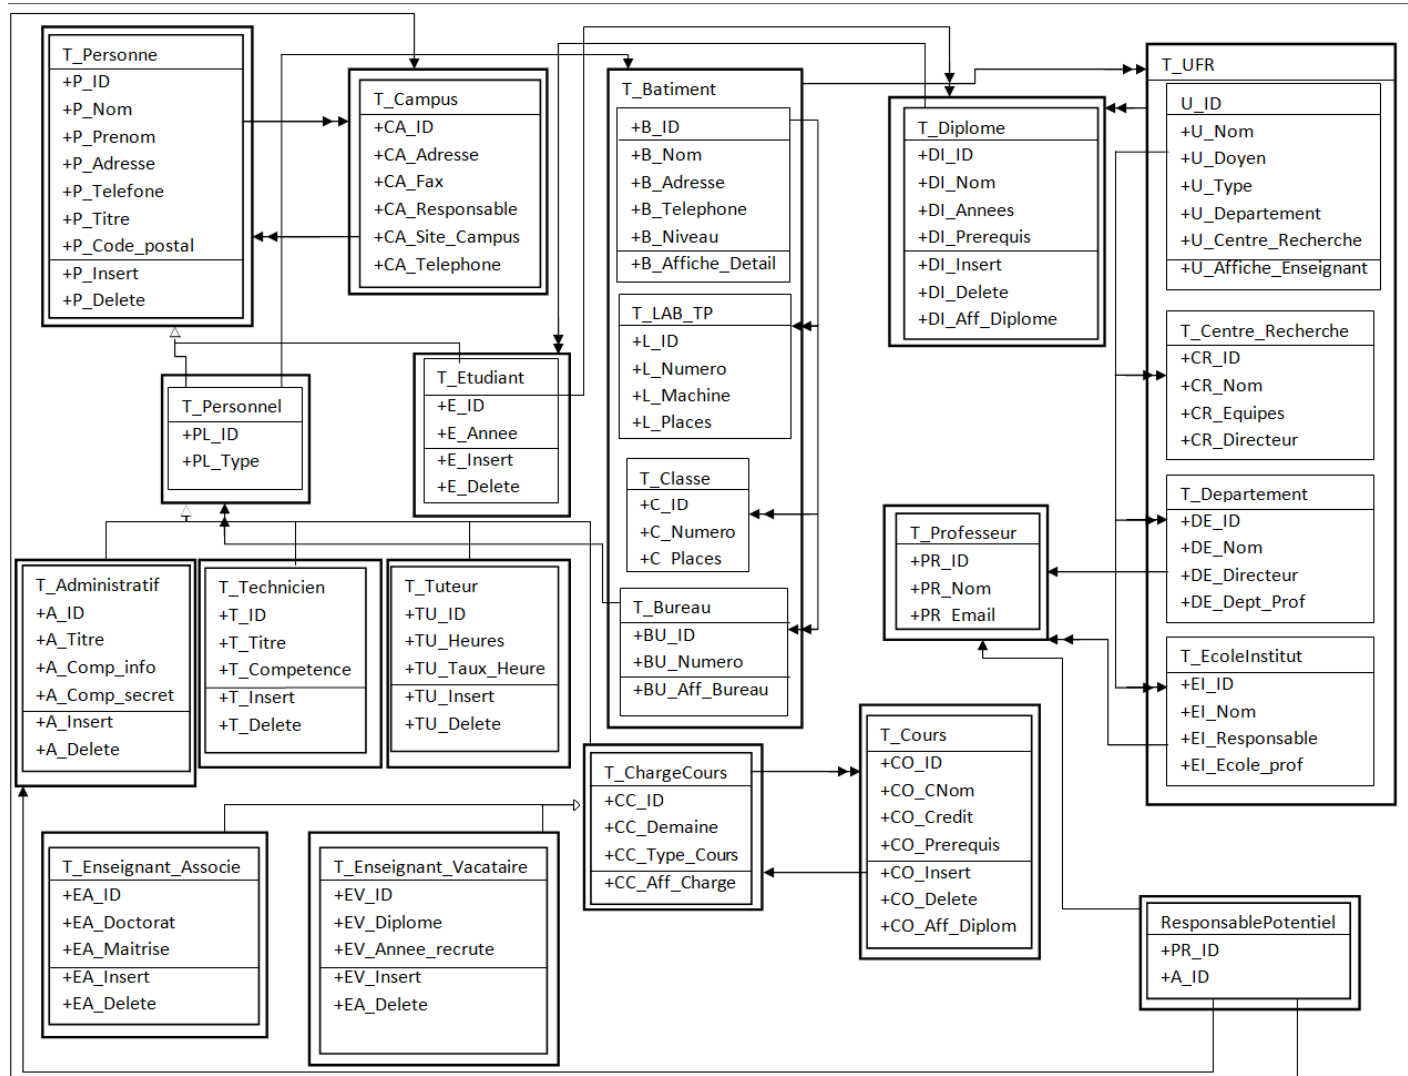 T_Personne
+P_ID
+P_Nom
+P_Prenom
+P_Adresse
+P_Telefone
+P_Titre
+P_Code_postal
+P_Insert
+P_Delete
T_Campus
+CA_ID
+CA_Adresse
+CA_Fax
+CA_Responsable
+CA_Site_Campus
+CA_Telephone
T_Batiment
+B_ID
+B_Nom
+B_Adresse
+B_Telephone
+B_Niveau
+B_Affiche_Detail
T_LAB_TP
+L_ID
+L_Numero
+L_Machine
+L_Places
T_Classe
+C_ID
+C_Numero
+C_Places
T_Bureau
+BU_ID
+BU_Numero
+BU_Aff_Bureau
T_Diplome
+DI_ID
+DI_Nom
+DI_Annees
+DI_Prerequis
+DI_Insert
+DI_Delete
+DI_Aff_Diplome
T_UFR
U_ID
+U_Nom
+U_Doyen
+U_Type
+U_Departement
+U_Centre_Recherche
+U_Affiche_Enseignant
T_Centre_Recherche
+CR_ID
+CR_Nom
+CR_Equipes
+CR_Directeur
T_Departement
+DE_ID
+DE_Nom
+DE_Directeur
+DE_Dept_Prof
T_EcoleInstitut
+EI_ID
+EI_Nom
+EI_Responsable
+EI_Ecole_prof
T_Personnel
+PL_ID
+PL_Type
T_Etudiant
+E_ID
+E_Annee
+E_Insert
+E_Delete
T_Professeur
+PR_ID
+PR_Nom
+PR_Email
T_Administratif
+A_ID
+A_Titre
+A_Comp_info
+A_Comp_secret
+A_Insert
+A_Delete
T_Technicien
+T_ID
+T_Titre
+T_Competence
+T_Insert
+T_Delete
T_Tuteur
+TU_ID
+TU_Heures
+TU_Taux_Heure
+TU_Insert
+TU_Delete
T_ChargeCours
+CC_ID
+CC_Demaine
+CC_Type_Cours
+CC_Aff_Charge
T_Cours
+CO_ID
+CO_CNom
+CO_Credit
+CO_Prerequis
+CO_Insert
+CO_Delete
+CO_Aff_Diplom
T_Enseignant_Associe
+EA_ID
+EA_Doctorat
+EA_Maitrise
+EA_Insert
+EA_Delete
T_Enseignant_Vacataire
+EV_ID
+EV_Diplome
+EV_Annee_recrute
+EV_Insert
+EA_Delete
ResponsablePotentiel
+PR_ID
+A_ID